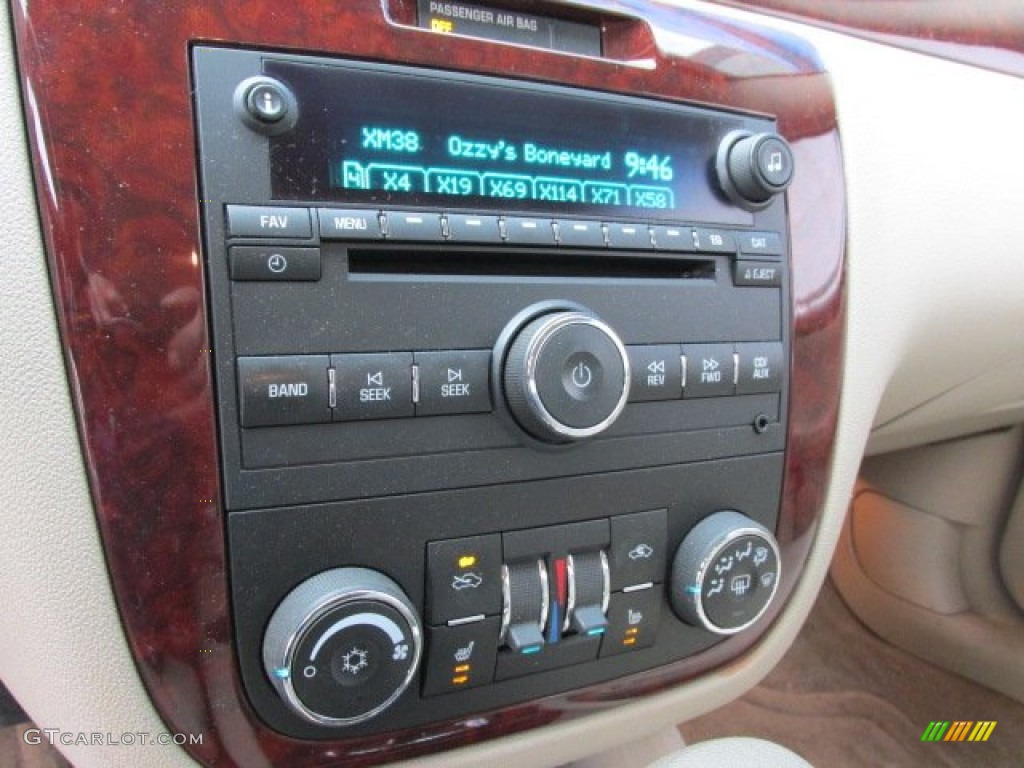 PASSENGER AIR BAG
OFF
XM38 Ozzy's Boneyard 9:46
4 X4 X19 X69 X114 X71 X58
FAV MENU CAT
EJECT
BAND SEEK SEEK REV FWD CD/AUX
GTCARLOT.COM